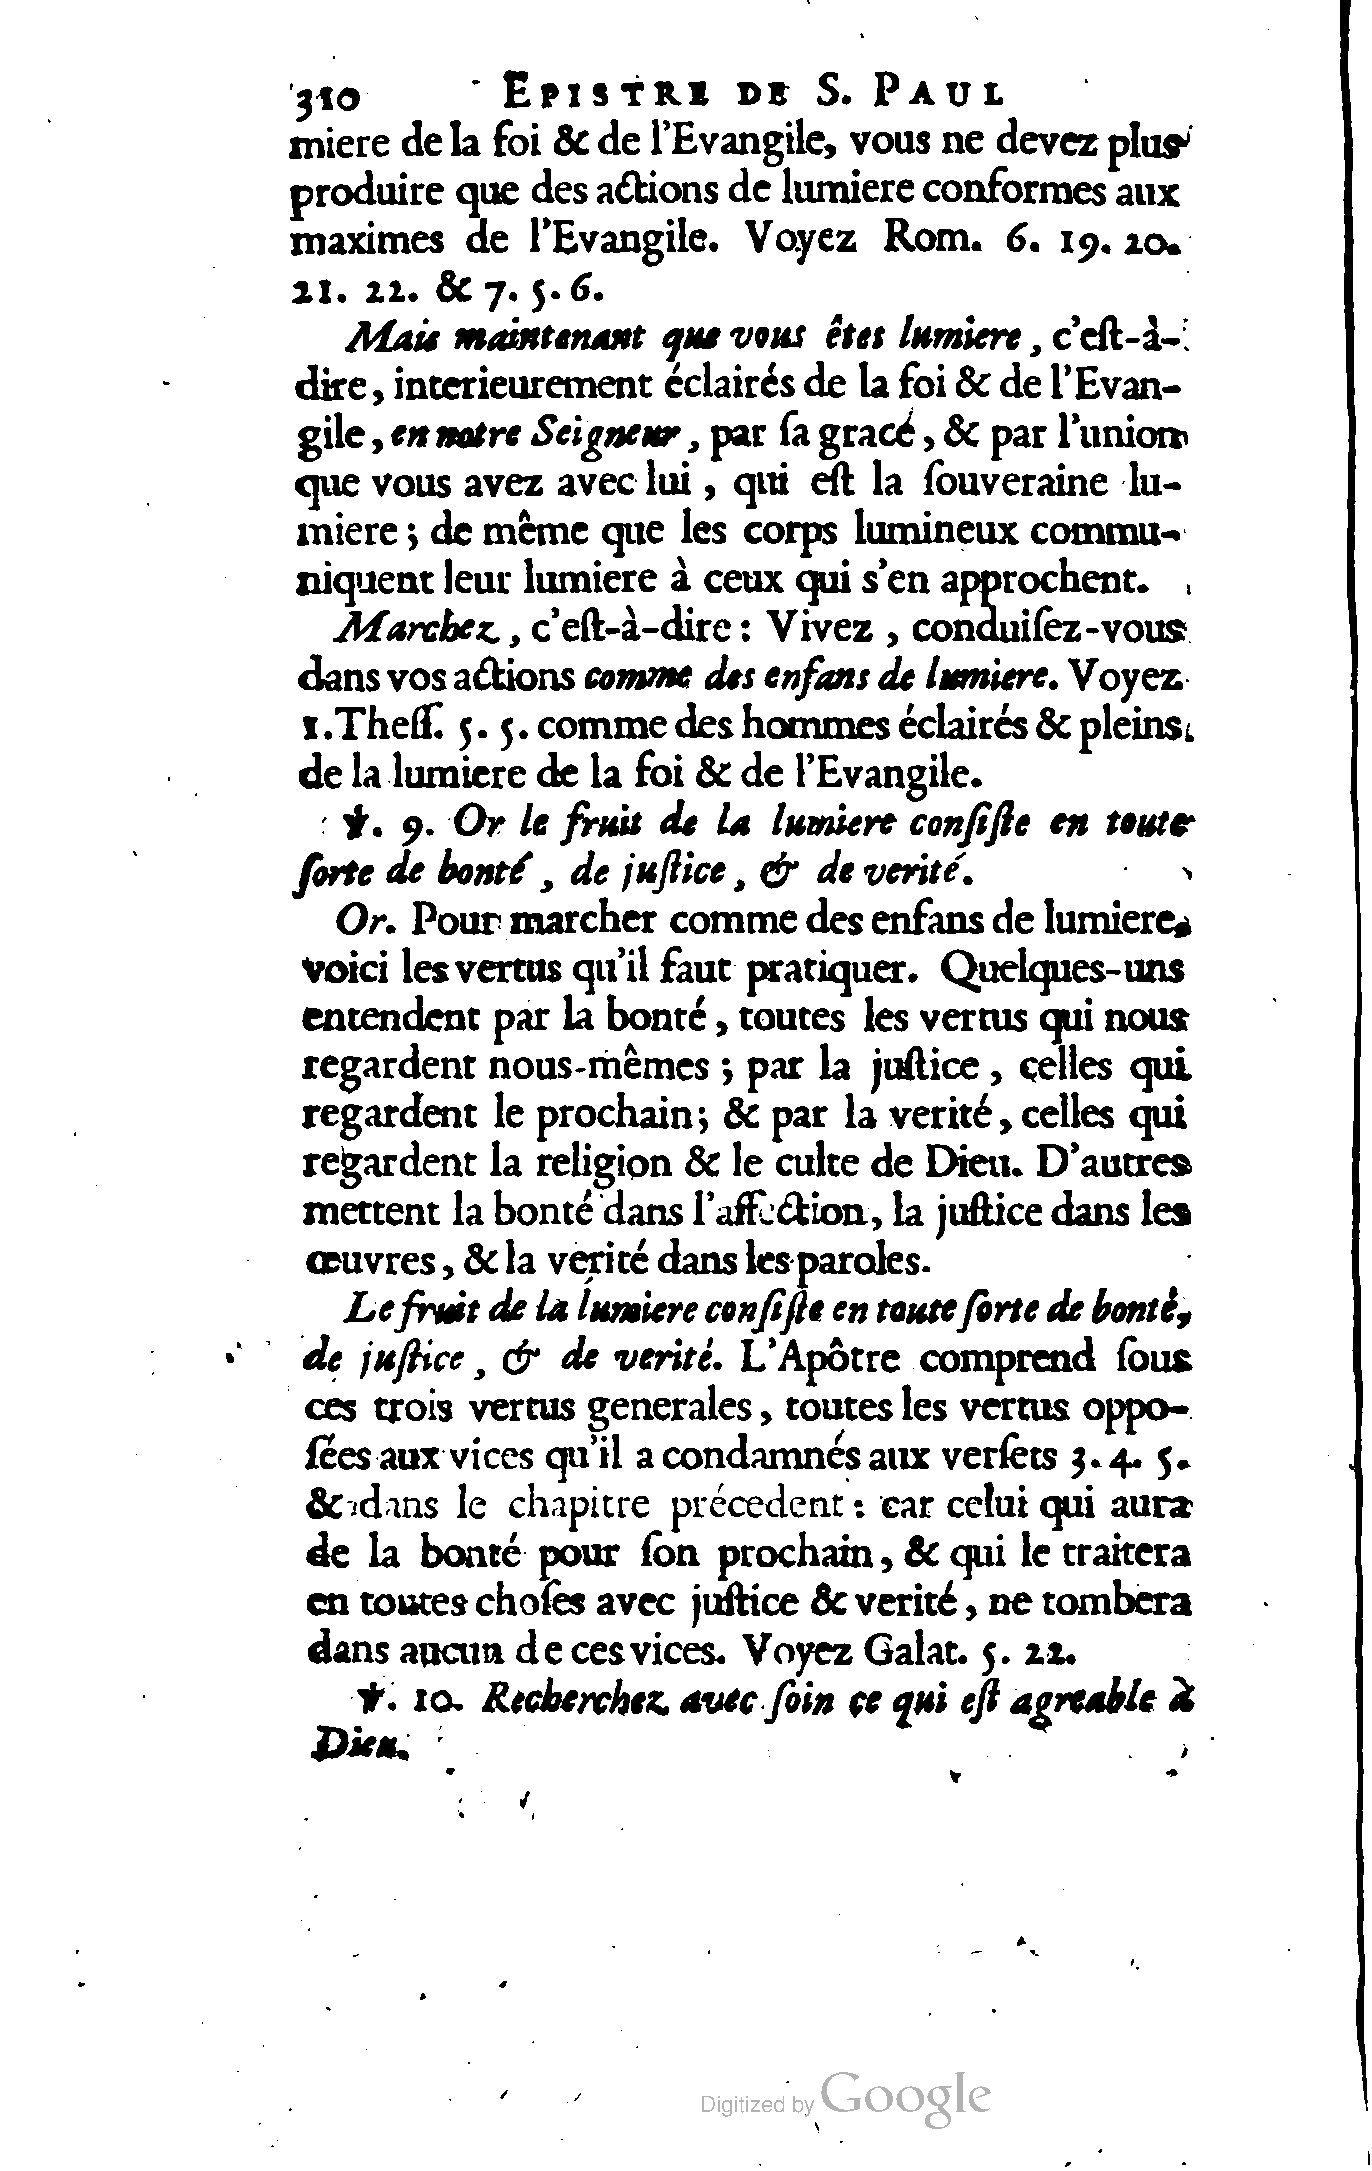 310 EPISTRE DE S. PAUL
miere de la foi & de l'Evangile, vous ne devez plus
produire que des actions de lumiere conformes aux
maximes de l'Evangile. Voyez Rom. 6. 19. 20.
21. 22. & 7. 5. 6.
Mais maintenant que vous êtes lumiere, c'eſt-à-
dire, interieurement éclairés de la foi & de l'Evan-
gile, en notre Seigneur, par ſa gracé, & par l'union
que vous avez avec lui, qui eſt la ſouveraine lu-
miere; de même que les corps lumineux commu-
niquent leur lumiere à ceux qui s'en approchent.
Marchez, c'eſt-à-dire: Vivez, conduiſez-vous
dans vos actions comme des enfans de lumiere. Voyez
1. Theſſ. 5. 5. comme des hommes éclairés & pleins
de la lumiere de la foi & de l'Evangile.
℣. 9. Or le fruit de la lumiere conſiſte en toute
ſorte de bonté, de juſtice, & de verité.
Or. Pour marcher comme des enfans de lumiere,
voici les vertus qu'il faut pratiquer. Quelques-uns
entendent par la bonté, toutes les vertus qui nous
regardent nous-mêmes; par la juſtice, celles qui
regardent le prochain; & par la verité, celles qui
regardent la religion & le culte de Dieu. D'autres
mettent la bonté dans l'affection, la juſtice dans les
œuvres, & la verité dans les paroles.
Le fruit de la lumiere conſiſte en toute ſorte de bonté,
de juſtice, & de verité. L'Apôtre comprend ſous
ces trois vertus generales, toutes les vertus oppo-
ſées aux vices qu'il a condamnés aux verſets 3. 4. 5.
& dans le chapitre précedent: car celui qui aura
de la bonté pour ſon prochain, & qui le traitera
en toutes choſes avec juſtice & verité, ne tombera
dans aucun de ces vices. Voyez Galat. 5. 22.
℣. 10. Recherchez avec ſoin ce qui eſt agreable à
Dieu.
Digitized by Google